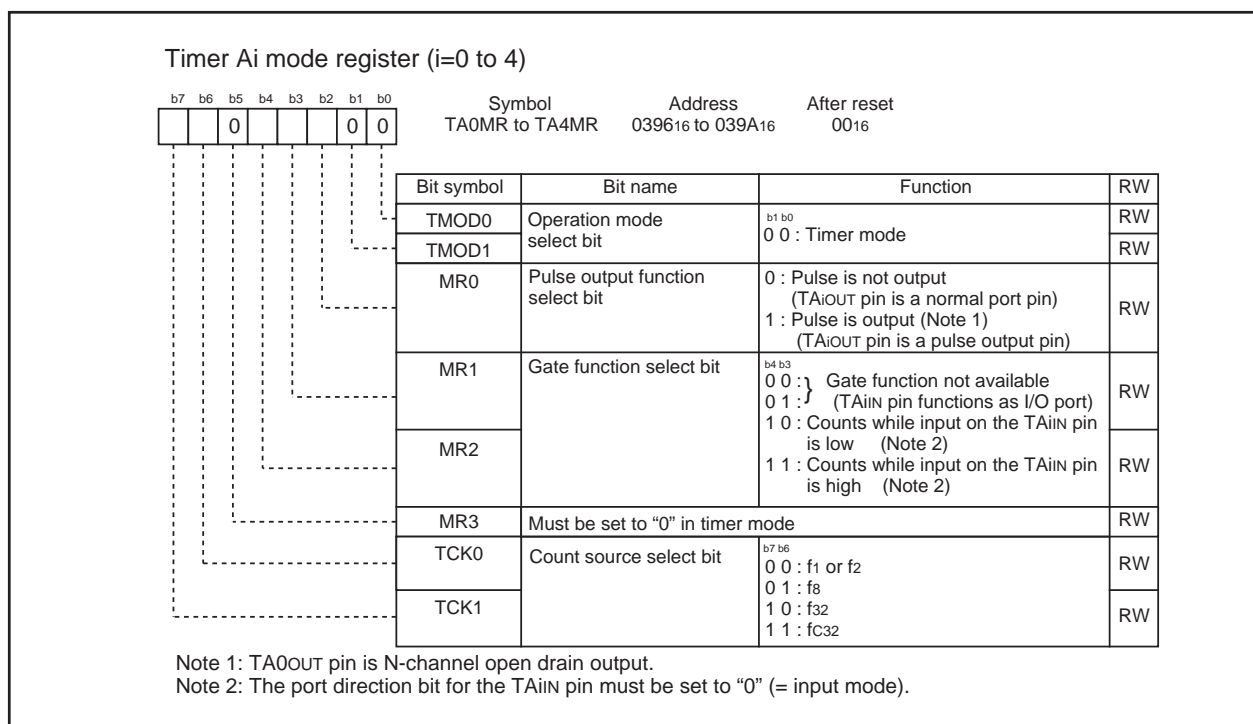 Timer Ai mode register (i=0 to 4)
b7 b6 b5 b4 b3 b2 b1 b0
0 0 0
Symbol Address After reset
TA0MR to TA4MR 039616 to 039A16 0016
Bit symbol Bit name Function RW
TMOD0 Operation mode select bit b1 b0 RW
TMOD1 0 0 : Timer mode RW
MR0 Pulse output function select bit 0 : Pulse is not output
(TAiOUT pin is a normal port pin)
1 : Pulse is output (Note 1)
(TAiOUT pin is a pulse output pin)
RW
MR1 Gate function select bit b4 b3
0 0 : } Gate function not available
0 1 : (TAiIN pin functions as I/O port)
RW
1 0 : Counts while input on the TAiIN pin
is low (Note 2)
MR2 1 1 : Counts while input on the TAiIN pin
is high (Note 2)
RW
MR3 Must be set to “0” in timer mode RW
TCK0 Count source select bit b7 b6
0 0 : f1 or f2
0 1 : f8
RW
TCK1 1 0 : f32
1 1 : fC32
RW
Note 1: TA0OUT pin is N-channel open drain output.
Note 2: The port direction bit for the TAiIN pin must be set to “0” (= input mode).